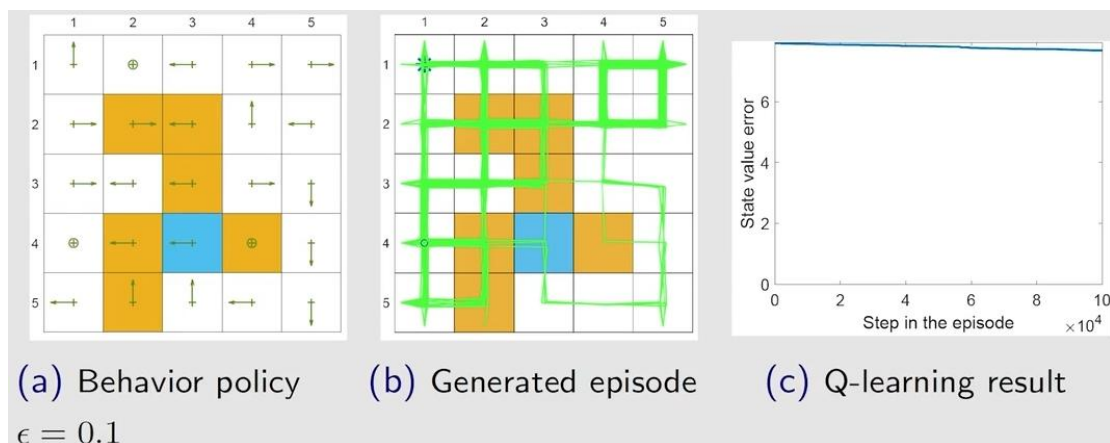 1 2 3 4 5
1
2
3
4
5
1 2 3 4 5
1
2
3
4
5
State value error
6
4
2
0
0 2 4 6 8 10
Step in the episode ×10⁴
(a) Behavior policy
ϵ = 0.1
(b) Generated episode
(c) Q-learning result